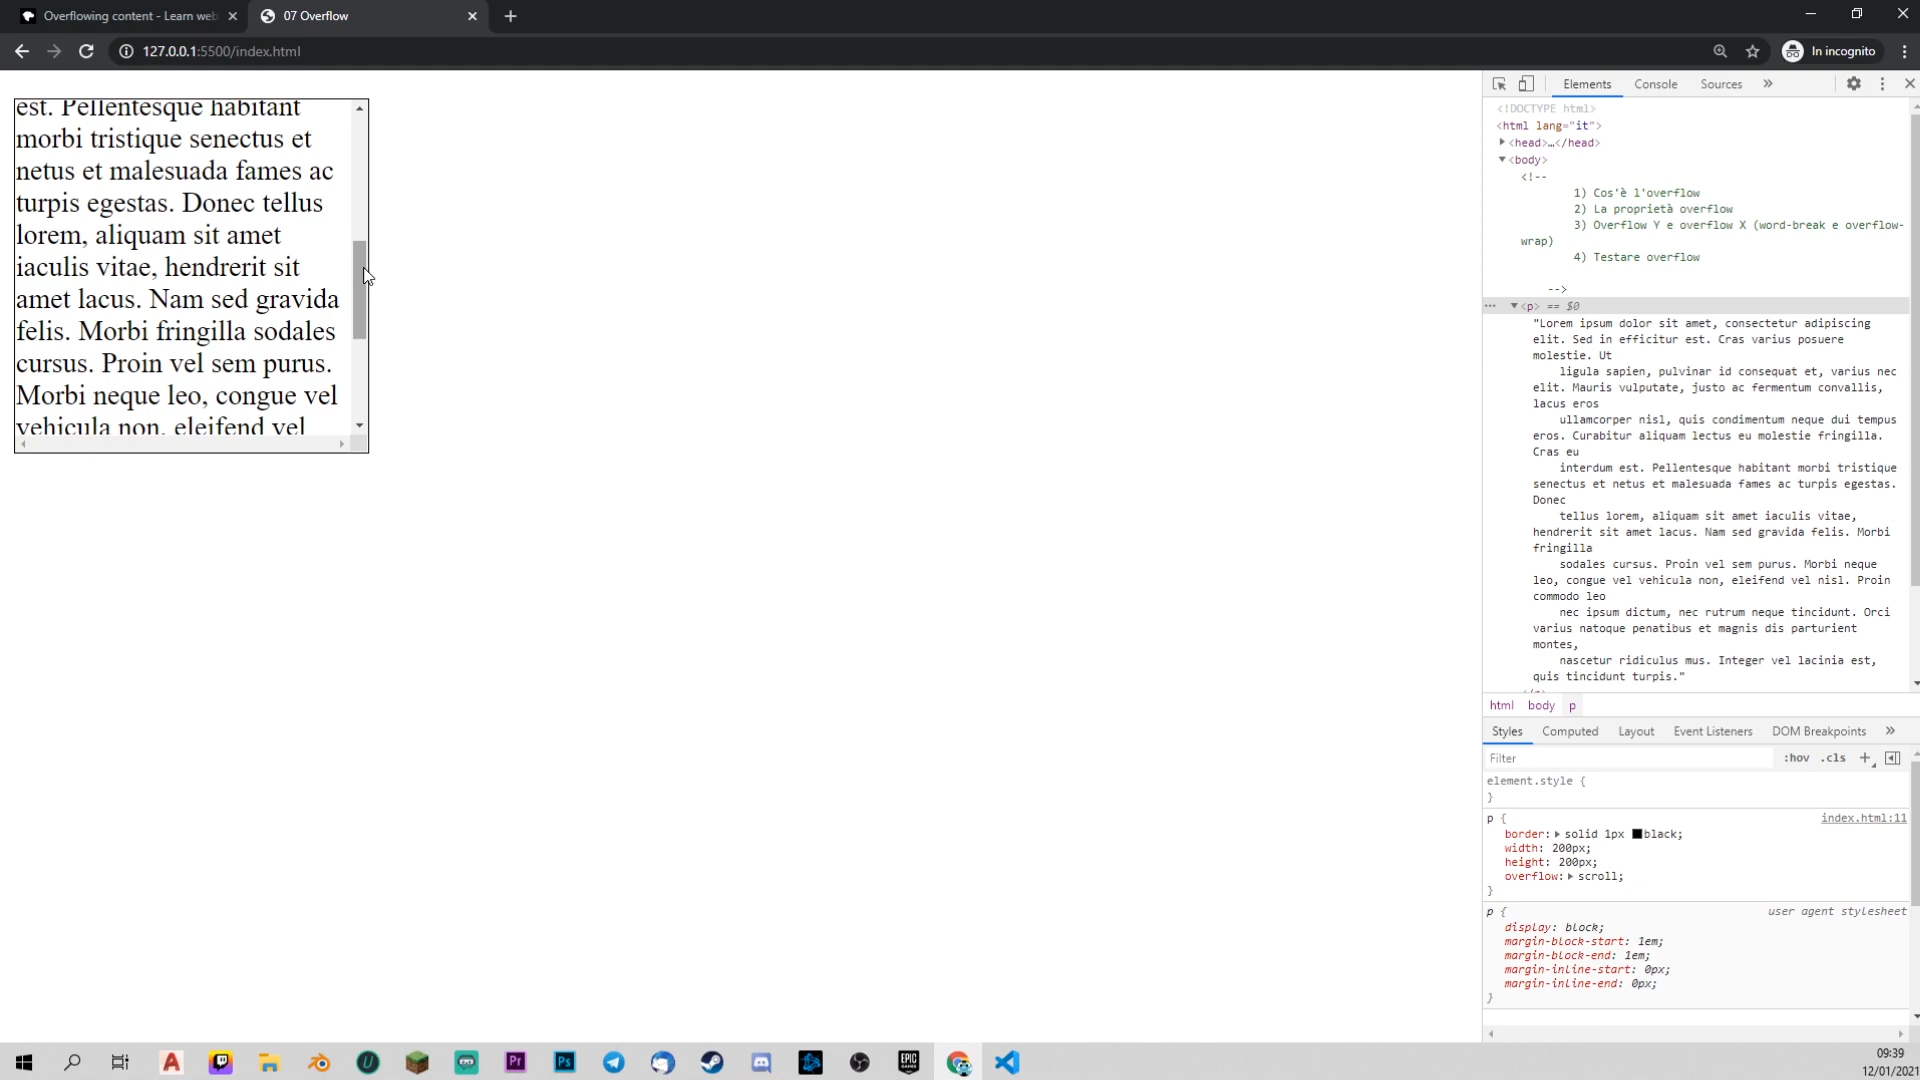 Overflowing content - Learn web
07 Overflow
127.0.0.1:5500/index.html
In incognito
est. Pellentesque habitant
morbi tristique senectus et
netus et malesuada fames ac
turpis egestas. Donec tellus
lorem, aliquam sit amet
iaculis vitae, hendrerit sit
amet lacus. Nam sed gravida
felis. Morbi fringilla sodales
cursus. Proin vel sem purus.
Morbi neque leo, congue vel
vehicula non, eleifend vel
Elements Console Sources »
<!DOCTYPE html>
<html lang="it">
<head>…</head>
<body>
<!--
1) Cos'è l'overflow
2) La proprietà overflow
3) Overflow Y e overflow X (word-break e overflow-
wrap)
4) Testare overflow
-->
<p> == $0
"Lorem ipsum dolor sit amet, consectetur adipiscing
elit. Sed in efficitur est. Cras varius posuere
molestie. Ut
ligula sapien, pulvinar id consequat et, varius nec
elit. Mauris vulputate, justo ac fermentum convallis,
lacus eros
ullamcorper nisl, quis condimentum neque dui tempus
eros. Curabitur aliquam lectus eu molestie fringilla.
Cras eu
interdum est. Pellentesque habitant morbi tristique
senectus et netus et malesuada fames ac turpis egestas.
Donec
tellus lorem, aliquam sit amet iaculis vitae,
hendrerit sit amet lacus. Nam sed gravida felis. Morbi
fringilla
sodales cursus. Proin vel sem purus. Morbi neque
leo, congue vel vehicula non, eleifend vel nisl. Proin
commodo leo
nec ipsum dictum, nec rutrum neque tincidunt. Orci
varius natoque penatibus et magnis dis parturient
montes,
nascetur ridiculus mus. Integer vel lacinia est,
quis tincidunt turpis."
html body p
Styles Computed Layout Event Listeners DOM Breakpoints »
Filter :hov .cls +
element.style {
}
p { index.html:11
border: solid 1px black;
width: 200px;
height: 200px;
overflow: scroll;
}
p { user agent stylesheet
display: block;
margin-block-start: 1em;
margin-block-end: 1em;
margin-inline-start: 0px;
margin-inline-end: 0px;
}
Pr
Ps
EPIC
GAMES
09:39
12/01/2021